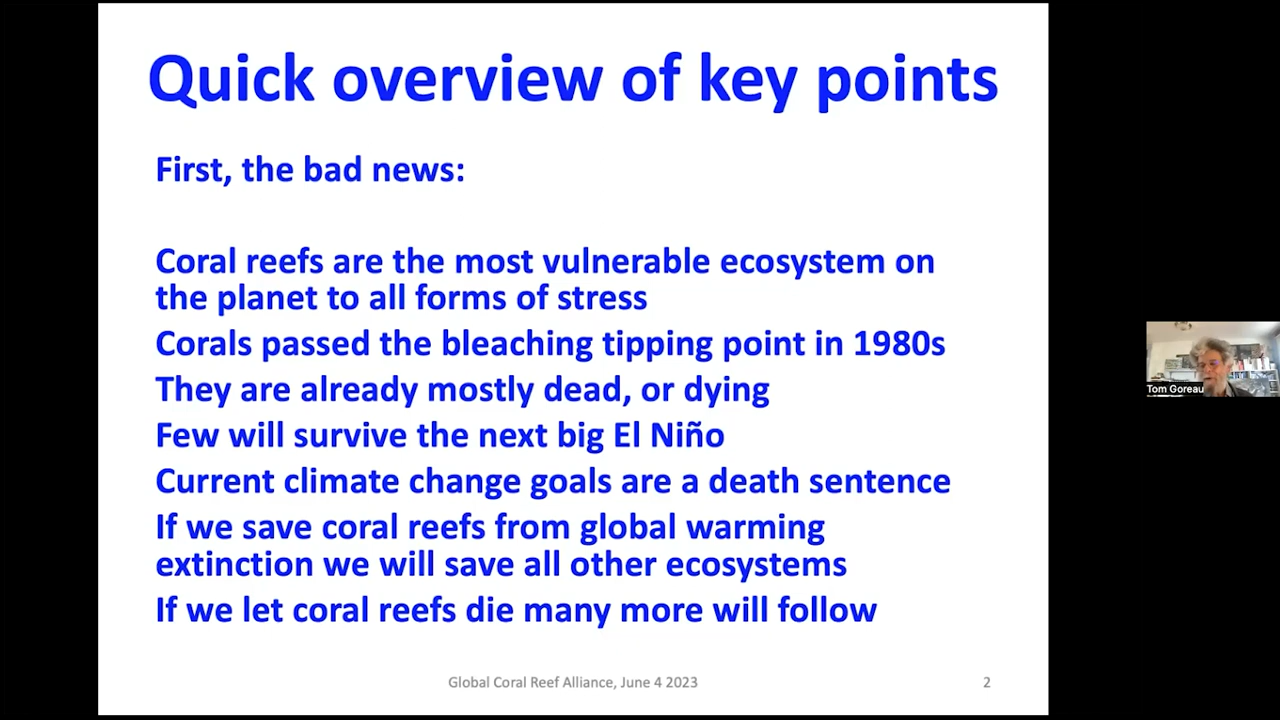 Quick overview of key points
First, the bad news:
Coral reefs are the most vulnerable ecosystem on
the planet to all forms of stress
Corals passed the bleaching tipping point in 1980s
They are already mostly dead, or dying
Few will survive the next big El Niño
Current climate change goals are a death sentence
If we save coral reefs from global warming
extinction we will save all other ecosystems
If we let coral reefs die many more will follow
Global Coral Reef Alliance, June 4 2023
2
Tom Goreau